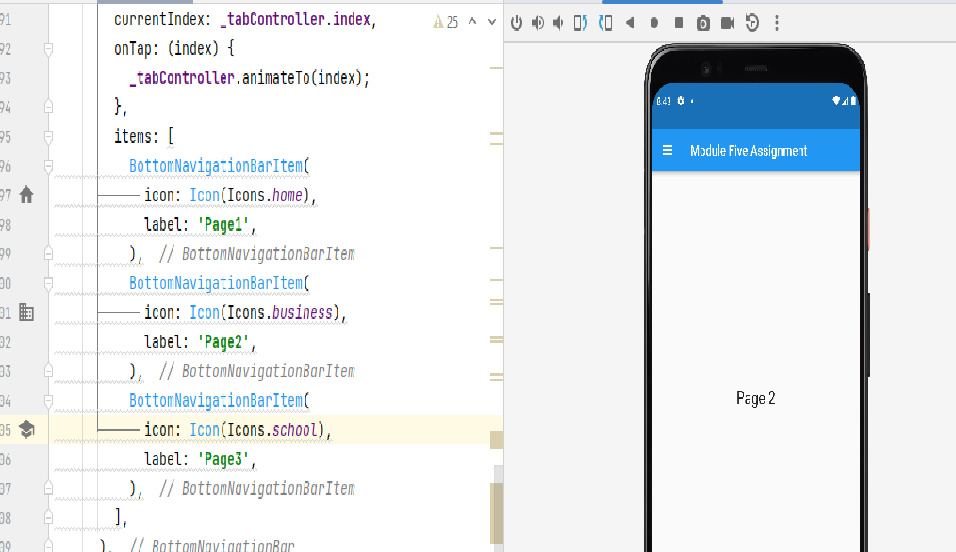 91 currentIndex: _tabController.index,
25
92 onTap: (index) {
93 _tabController.animateTo(index);
94 },
95 items: [
96 BottomNavigationBarItem(
97 icon: Icon(Icons.home),
98 label: 'Page1',
99 ), // BottomNavigationBarItem
00 BottomNavigationBarItem(
01 icon: Icon(Icons.business),
02 label: 'Page2',
03 ), // BottomNavigationBarItem
04 BottomNavigationBarItem(
05 icon: Icon(Icons.school),
06 label: 'Page3',
07 ), // BottomNavigationBarItem
08 ],
09 ), // BottomNavigationBar
8:43
Module Five Assignment
Page 2